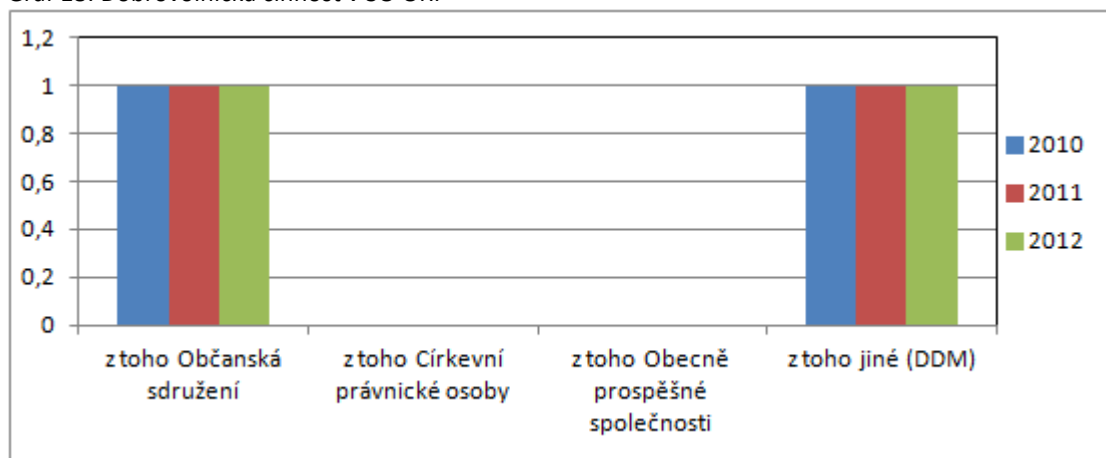 1,2
1
0,8
0,6
0,4
0,2
0
z toho Občanská
sdružení
z toho Církevní
právnické osoby
z toho Obecně
prospěšné
společnosti
z toho jiné (DDM)
2010
2011
2012